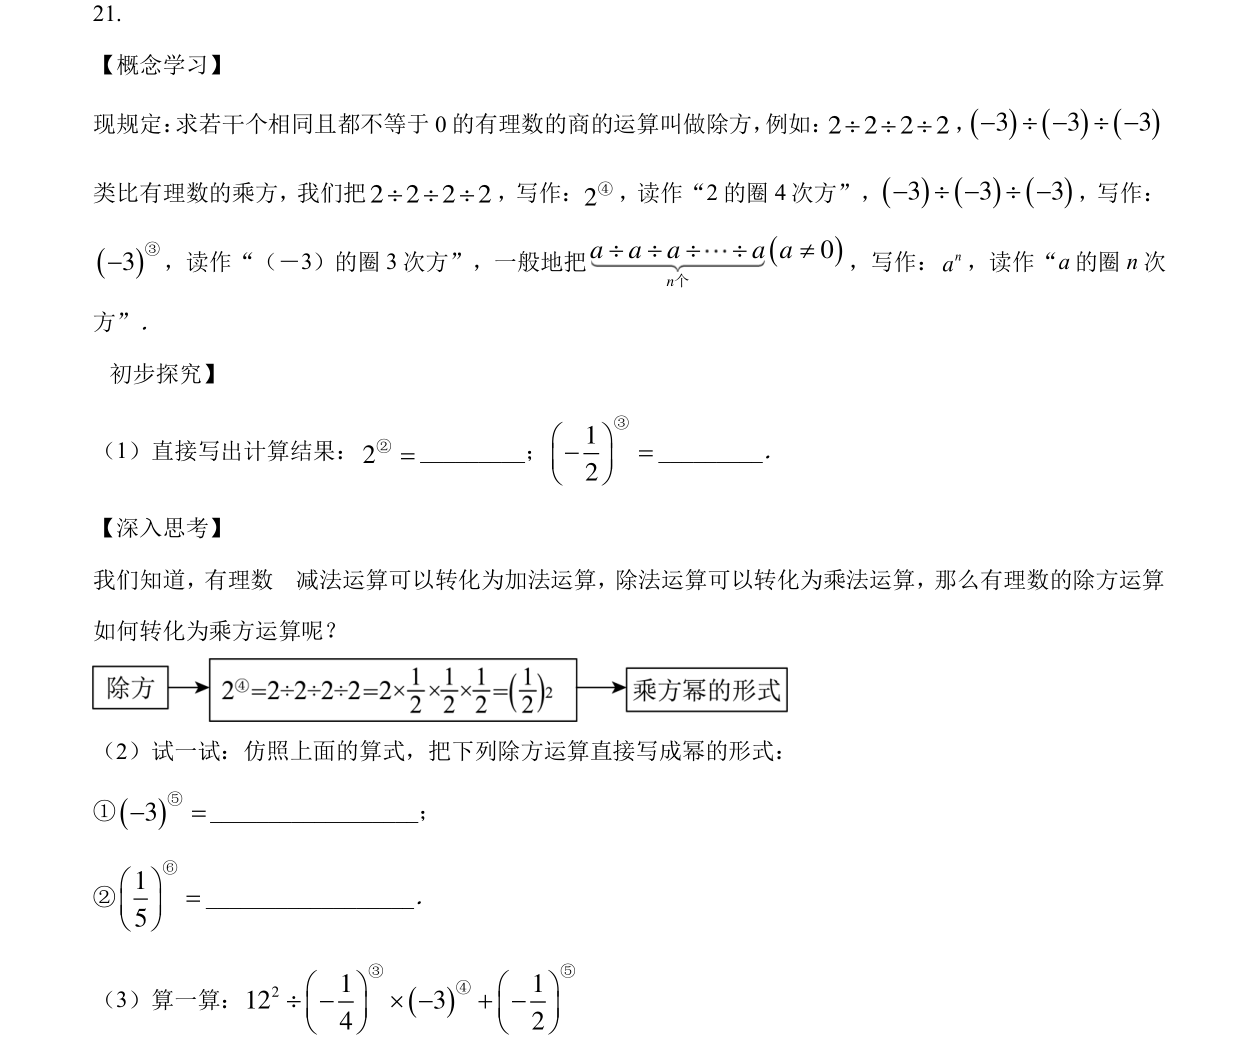 21.
【概念学习】
现规定：求若干个相同且都不等于 0 的有理数的商的运算叫做除方，例如：2÷2÷2÷2，(−3)÷(−3)÷(−3)
类比有理数的乘方，我们把 2÷2÷2÷2，写作：2^④，读作“2 的圈 4 次方”，(−3)÷(−3)÷(−3)，写作：
(−3)^③，读作“（－3）的圈 3 次方”，一般地把 a÷a÷a÷⋯÷a (n个) (a≠0)，写作：a^n，读作“a 的圈 n 次
方”．
初步探究】
（1）直接写出计算结果：2^② = ________；(−1/2)^③ = ________．
【深入思考】
我们知道，有理数 减法运算可以转化为加法运算，除法运算可以转化为乘法运算，那么有理数的除方运算
如何转化为乘方运算呢？
除方 → 2^④=2÷2÷2÷2=2×1/2×1/2×1/2=(1/2)^2 → 乘方幂的形式
（2）试一试：仿照上面的算式，把下列除方运算直接写成幂的形式：
①(−3)^⑤ = ________________；
②(1/5)^⑥ = ________________．
（3）算一算：12^2÷(−1/4)^③×(−3)^④+(−1/2)^⑤